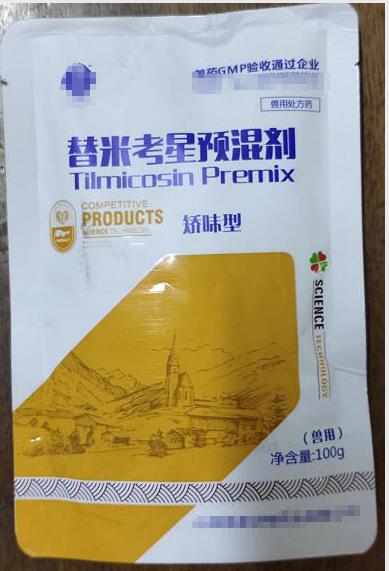 兽药GMP验收通过企业
兽用处方药
替米考星预混剂
Tilmicosin Premix
COMPETITIVE
PRODUCTS
SCIENCE TECHNOLOGY
矫味型
SCIENCE
TECHNOLOGY
（兽用）
净含量:100g